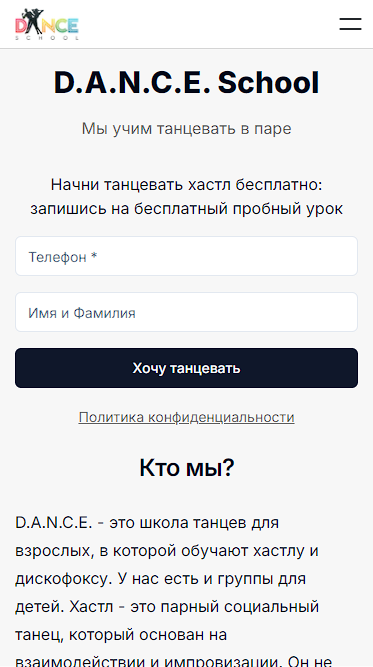 DANCE
SCHOOL
D.A.N.C.E. School
Мы учим танцевать в паре
Начни танцевать хастл бесплатно:
запишись на бесплатный пробный урок
Телефон *
Имя и Фамилия
Хочу танцевать
Политика конфиденциальности
Кто мы?
D.A.N.C.E. - это школа танцев для
взрослых, в которой обучают хастлу и
дискофоксу. У нас есть и группы для
детей. Хастл - это парный социальный
танец, который основан на
взаимодействии и импровизации. Он не